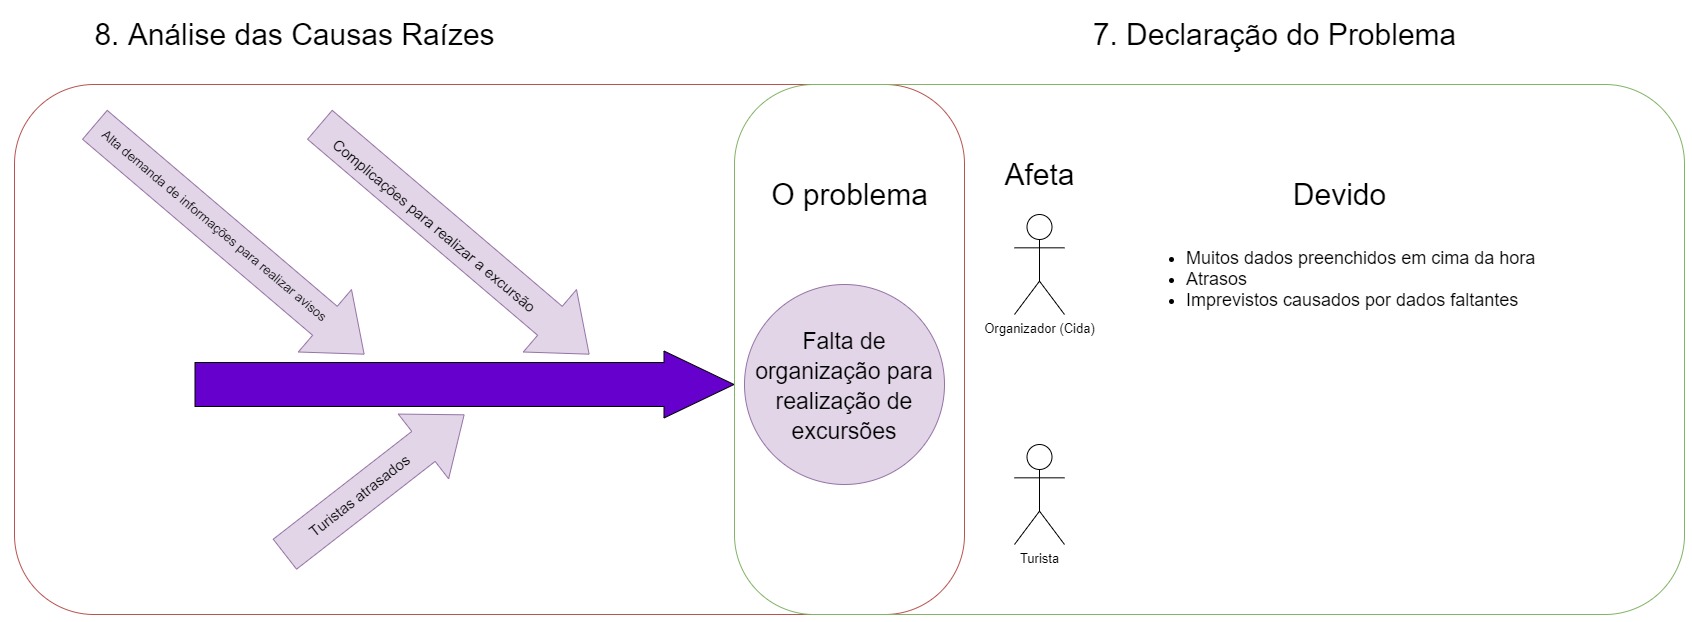 8. Análise das Causas Raízes
7. Declaração do Problema
Alta demanda de informações para realizar avisos
Complicações para realizar a excursão
Turistas atrasados
O problema
Falta de
organização para
realização de
excursões
Afeta
Organizador (Cida)
Turista
Devido
• Muitos dados preenchidos em cima da hora
• Atrasos
• Imprevistos causados por dados faltantes